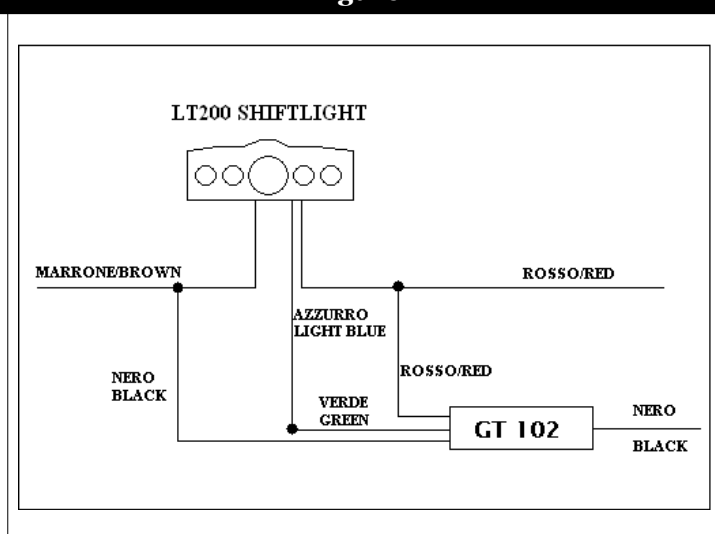 LT200 SHIFTLIGHT
MARRONE/BROWN
ROSSO/RED
AZZURRO
LIGHT BLUE
NERO
BLACK
ROSSO/RED
VERDE
GREEN
GT 102
NERO
BLACK